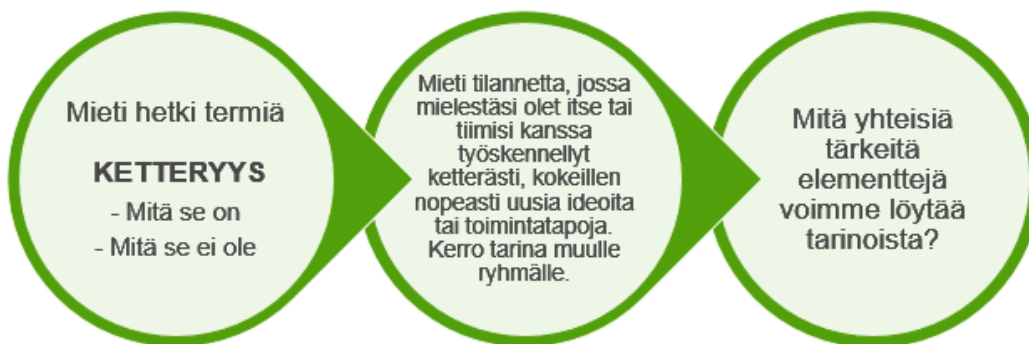 Mieti hetki termiä
KETTERYYS
- Mitä se on
- Mitä se ei ole
Mieti tilannetta, jossa
mielestäsi olet itse tai
tiimisi kanssa
työskennellyt
ketterästi, kokeillen
nopeasti uusia ideoita
tai toimintatapoja.
Kerro tarina muulle
ryhmälle.
Mitä yhteisiä
tärkeitä
elementtejä
voimme löytää
tarinoista?